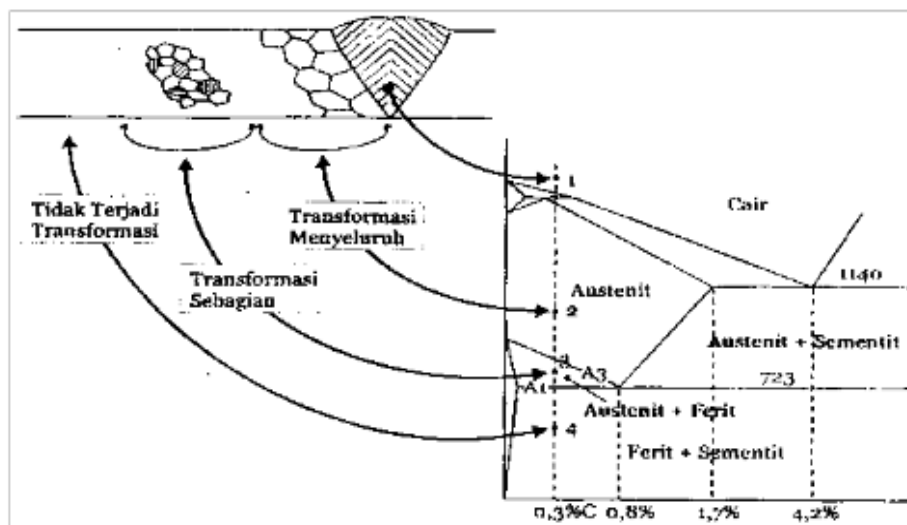 Tidak Terjadi
Transformasi
Transformasi
Menyeluruh
Transformasi
Sebagian
1
Cair
1140
Austenit
2
Austenit + Sementit
3
A3
A1
723
Austenit + Ferit
4
Ferit + Sementit
0,3%C
0,8%
1,7%
4,2%